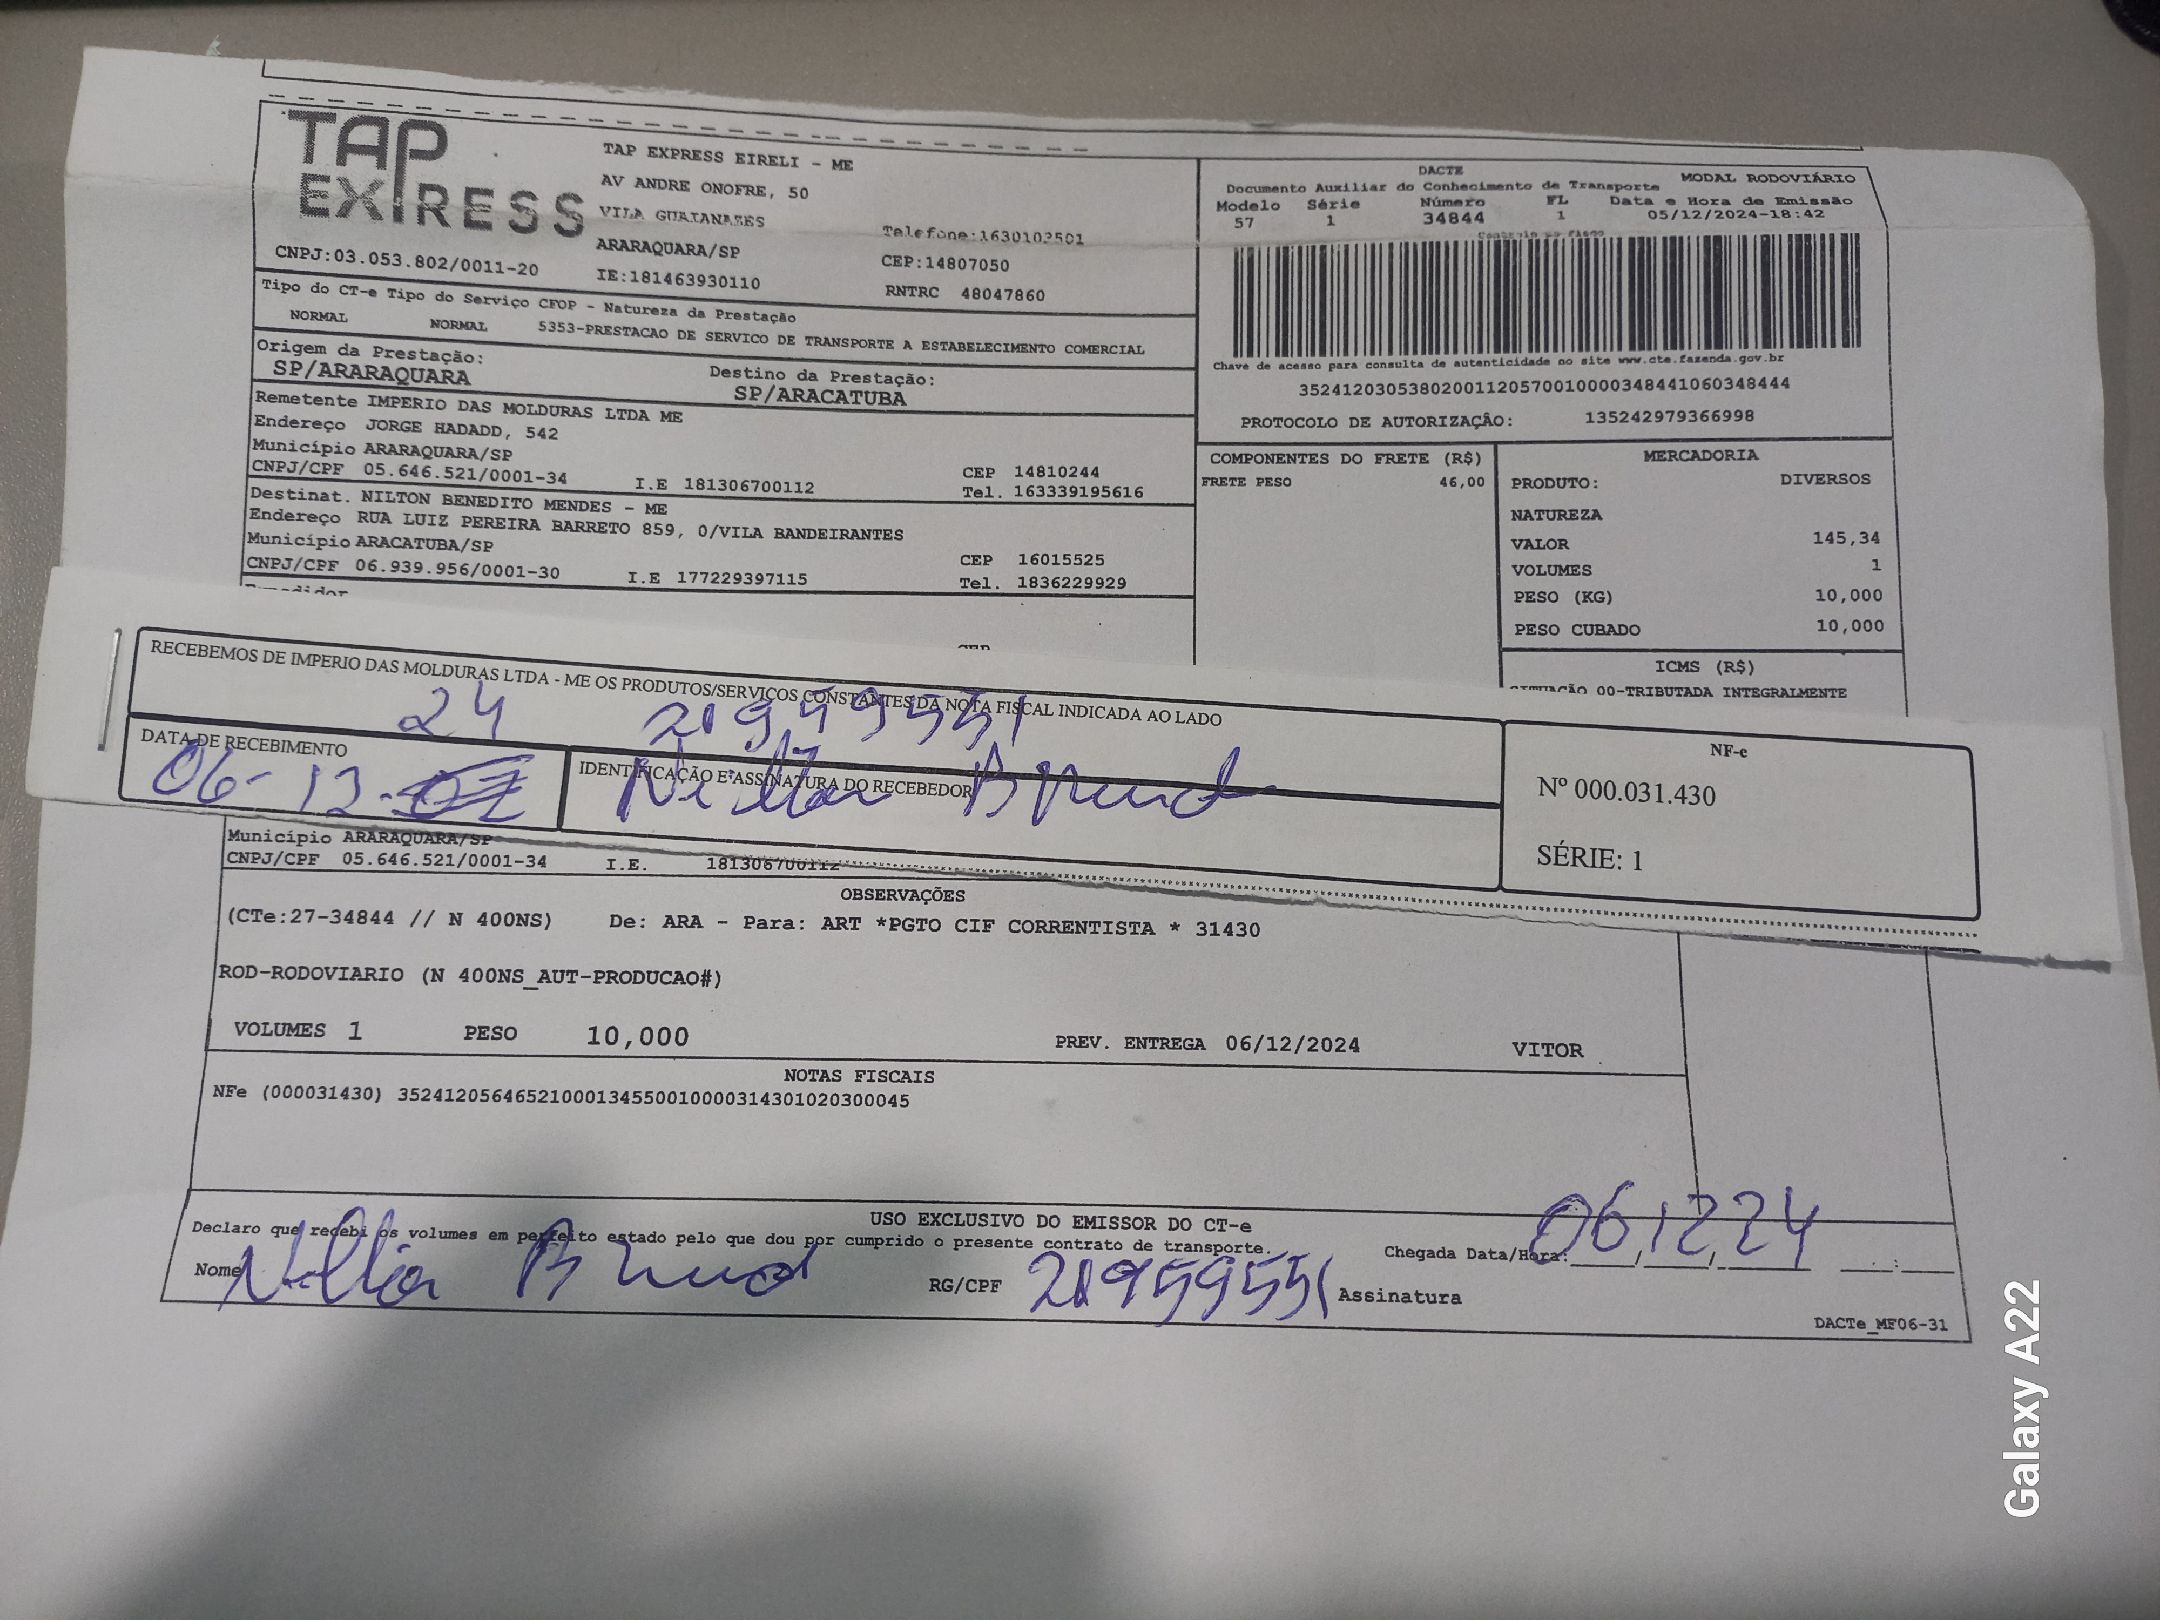 TAP
EXPRESS
TAP EXPRESS EIRELI - ME
AV ANDRE ONOFRE, 50
VILA GUAIANASES
Telefone:1630102501
ARARAQUARA/SP
CEP:14807050
CNPJ:03.053.802/0011-20
IE:181463930110
RNTRC 48047860
DACTE
MODAL RODOVIÁRIO
Documento Auxiliar do Conhecimento de Transporte
Modelo Série Número FL Data e Hora de Emissão
57 1 34844 1 05/12/2024-18:42
Chave de acesso para consulta de autenticidade no site www.cte.fazenda.gov.br
35241203053802001120570010000348441060348444
PROTOCOLO DE AUTORIZAÇÂO: 135242979366998
Tipo do CT-e Tipo do Serviço CFOP - Natureza da Prestação
NORMAL NORMAL 5353-PRESTACAO DE SERVICO DE TRANSPORTE A ESTABELECIMENTO COMERCIAL
Origem da Prestação:
SP/ARARAQUARA
Destino da Prestação:
SP/ARACATUBA
Remetente IMPERIO DAS MOLDURAS LTDA ME
Endereço JORGE HADADD, 542
Município ARARAQUARA/SP
CEP 14810244
CNPJ/CPF 05.646.521/0001-34 I.E 181306700112 Tel. 163339195616
Destinat. NILTON BENEDITO MENDES - ME
Endereço RUA LUIZ PEREIRA BARRETO 859, 0/VILA BANDEIRANTES
Município ARACATUBA/SP
CEP 16015525
CNPJ/CPF 06.939.956/0001-30 I.E 177229397115 Tel. 1836229929
COMPONENTES DO FRETE (R$)
FRETE PESO 46,00
MERCADORIA
PRODUTO: DIVERSOS
NATUREZA
VALOR 145,34
VOLUMES 1
PESO (KG) 10,000
PESO CUBADO 10,000
ICMS (R$)
SITUAÇÃO 00-TRIBUTADA INTEGRALMENTE
RECEBEMOS DE IMPERIO DAS MOLDURAS LTDA - ME OS PRODUTOS/SERVIÇOS CONSTANTES DA NOTA FISCAL INDICADA AO LADO
24 21959551
DATA DE RECEBIMENTO
06-12-
IDENTIFICAÇÃO E ASSINATURA DO RECEBEDOR
NF-e
Nº 000.031.430
SÉRIE: 1
Município ARARAQUARA/SP
CNPJ/CPF 05.646.521/0001-34 I.E. 181306700112
OBSERVAÇÕES
(CTe:27-34844 // N 400NS) De: ARA - Para: ART *PGTO CIF CORRENTISTA * 31430
ROD-RODOVIARIO (N 400NS_AUT-PRODUCAO#)
VOLUMES 1 PESO 10,000 PREV. ENTREGA 06/12/2024 VITOR
NOTAS FISCAIS
NFe (000031430) 35241205646521000134550010000314301020300045
USO EXCLUSIVO DO EMISSOR DO CT-e
Declaro que recebi os volumes em perfeito estado pelo que dou por cumprido o presente contrato de transporte.
Chegada Data/Hora: 06/12/24
Nome
RG/CPF 21959551 Assinatura
DACTe_MF06-31
Galaxy A22